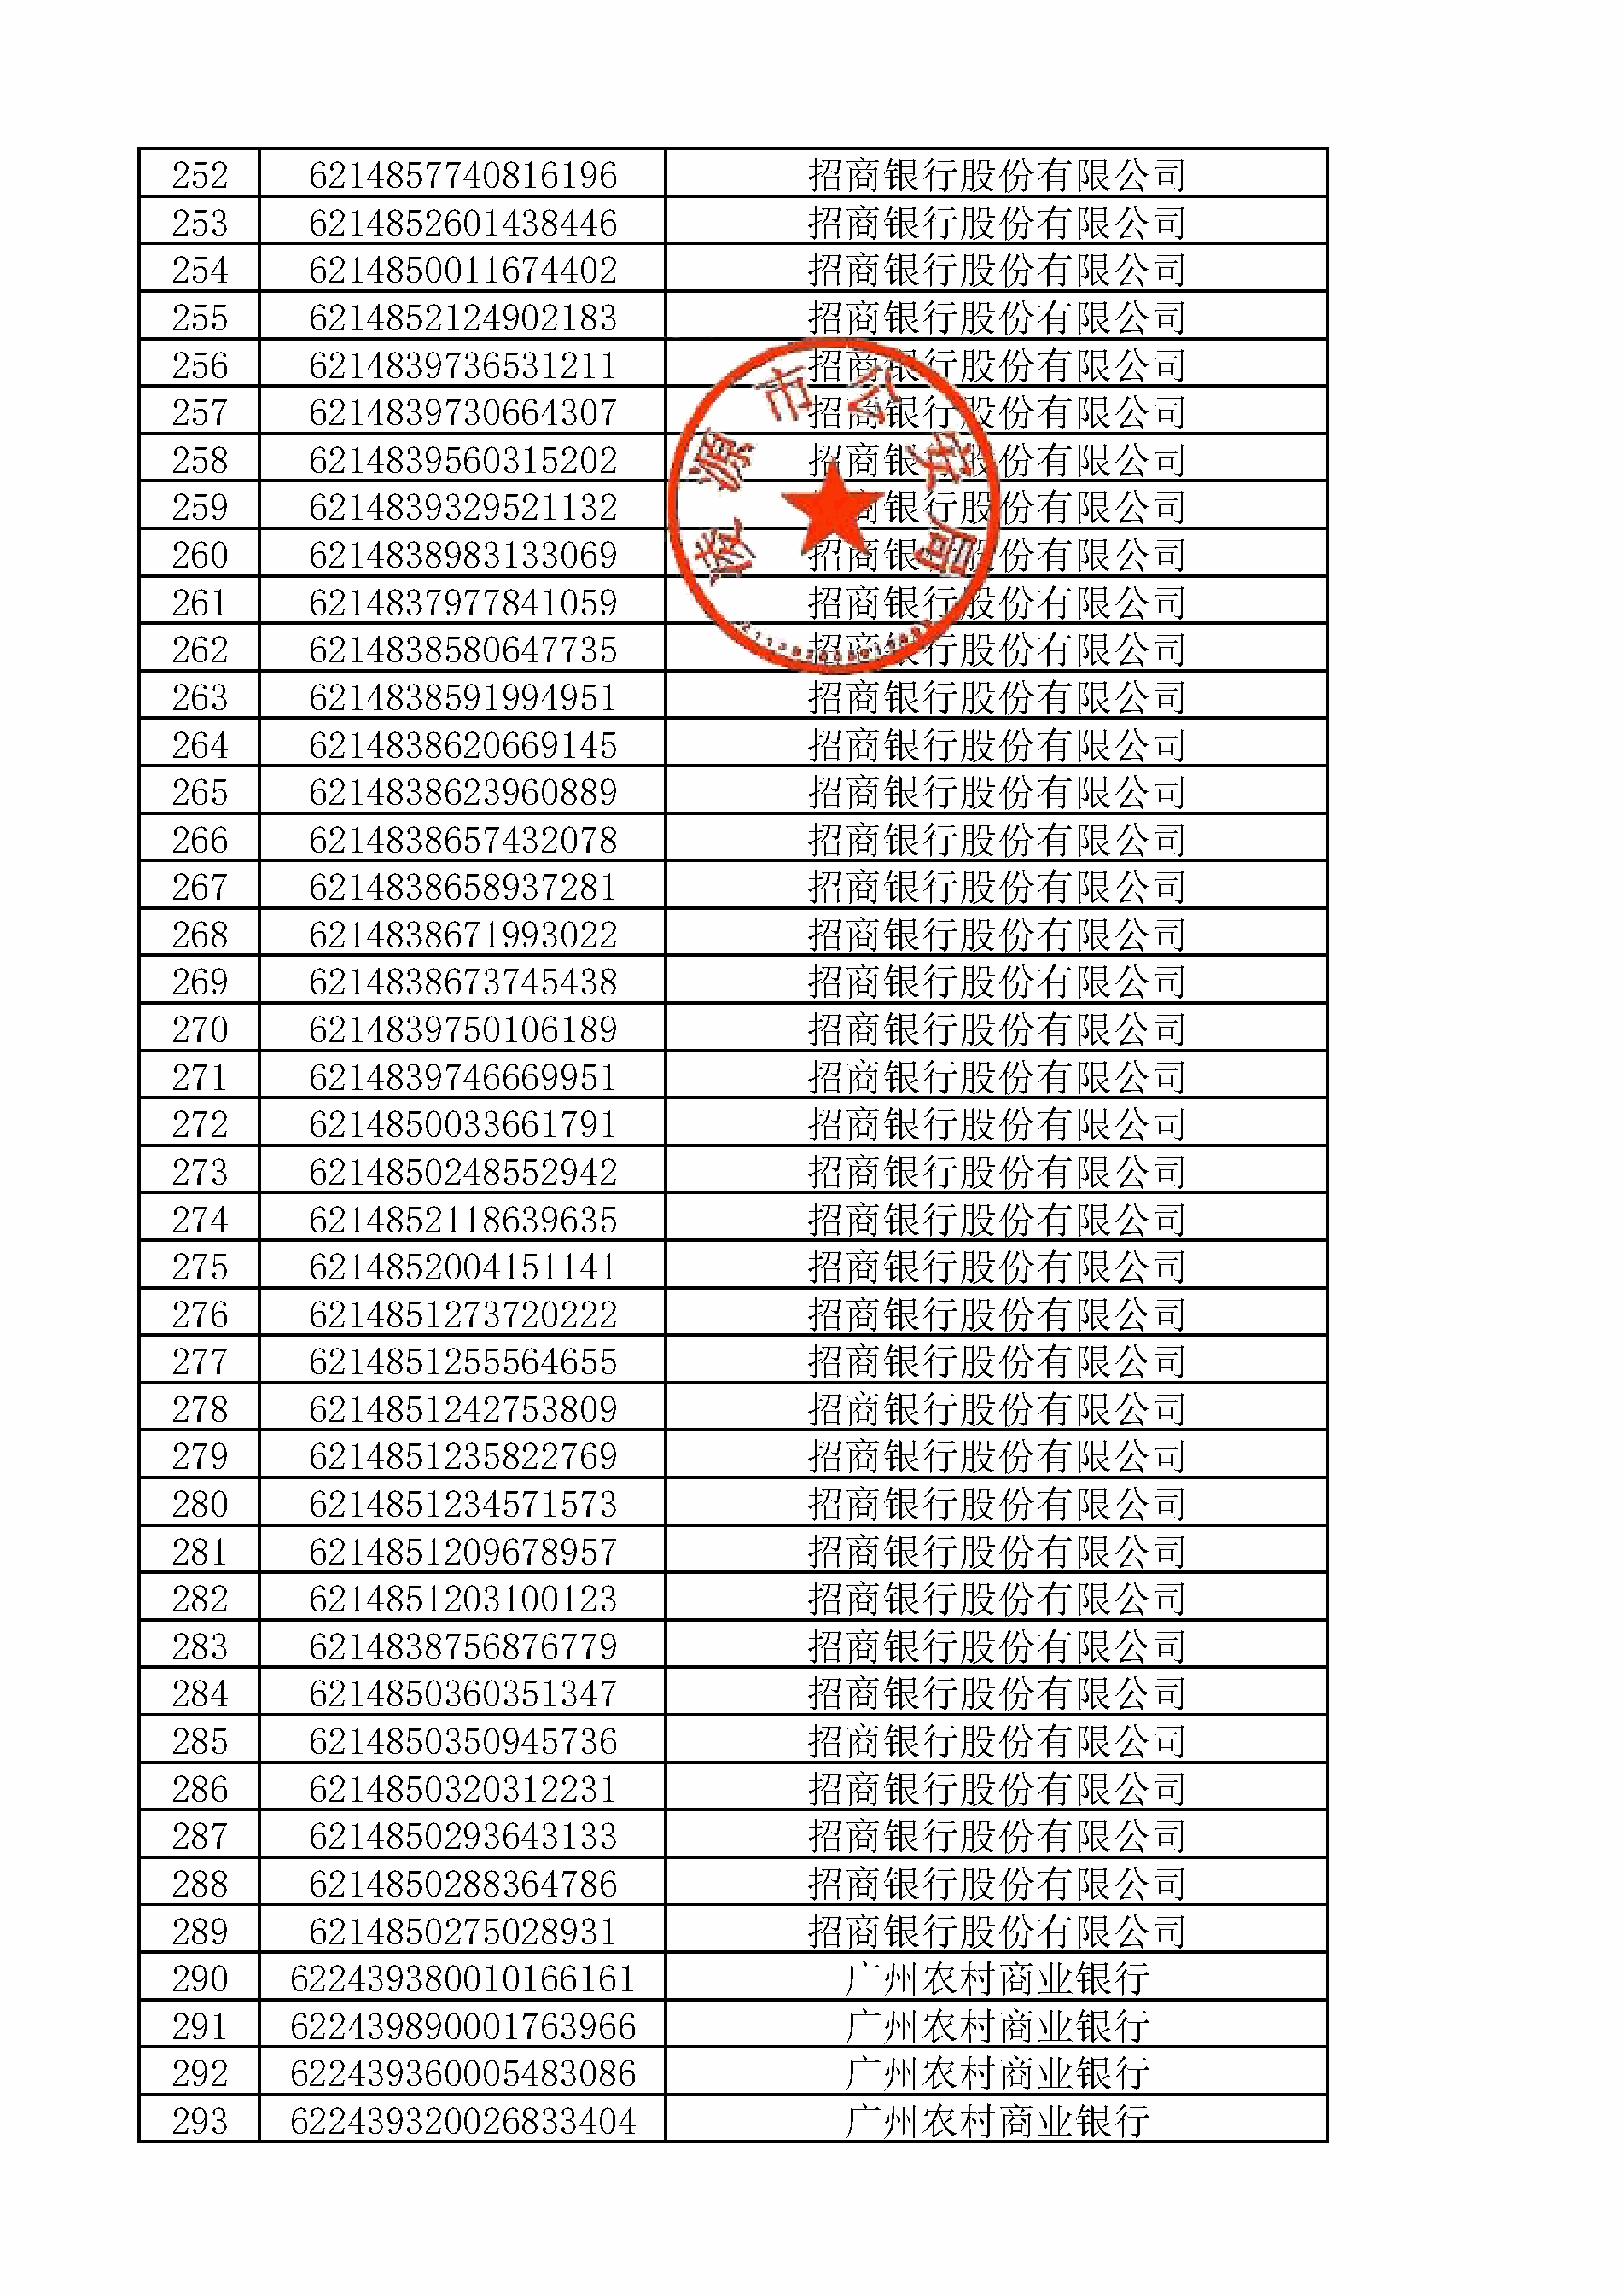 252 6214857740816196 招商银行股份有限公司
253 6214852601438446 招商银行股份有限公司
254 6214850011674402 招商银行股份有限公司
255 6214852124902183 招商银行股份有限公司
256 6214839736531211 招商银行股份有限公司
257 6214839730664307 招商银行股份有限公司
258 6214839560315202 招商银行股份有限公司
259 6214839329521132 招商银行股份有限公司
260 6214838983133069 招商银行股份有限公司
261 6214837977841059 招商银行股份有限公司
262 6214838580647735 招商银行股份有限公司
凌源市公安局
263 6214838591994951 招商银行股份有限公司
264 6214838620669145 招商银行股份有限公司
265 6214838623960889 招商银行股份有限公司
266 6214838657432078 招商银行股份有限公司
267 6214838658937281 招商银行股份有限公司
268 6214838671993022 招商银行股份有限公司
269 6214838673745438 招商银行股份有限公司
270 6214839750106189 招商银行股份有限公司
271 6214839746669951 招商银行股份有限公司
272 6214850033661791 招商银行股份有限公司
273 6214850248552942 招商银行股份有限公司
274 6214852118639635 招商银行股份有限公司
275 6214852004151141 招商银行股份有限公司
276 6214851273720222 招商银行股份有限公司
277 6214851255564655 招商银行股份有限公司
278 6214851242753809 招商银行股份有限公司
279 6214851235822769 招商银行股份有限公司
280 6214851234571573 招商银行股份有限公司
281 6214851209678957 招商银行股份有限公司
282 6214851203100123 招商银行股份有限公司
283 6214838756876779 招商银行股份有限公司
284 6214850360351347 招商银行股份有限公司
285 6214850350945736 招商银行股份有限公司
286 6214850320312231 招商银行股份有限公司
287 6214850293643133 招商银行股份有限公司
288 6214850288364786 招商银行股份有限公司
289 6214850275028931 招商银行股份有限公司
290 622439380010166161 广州农村商业银行
291 622439890001763966 广州农村商业银行
292 622439360005483086 广州农村商业银行
293 622439320026833404 广州农村商业银行